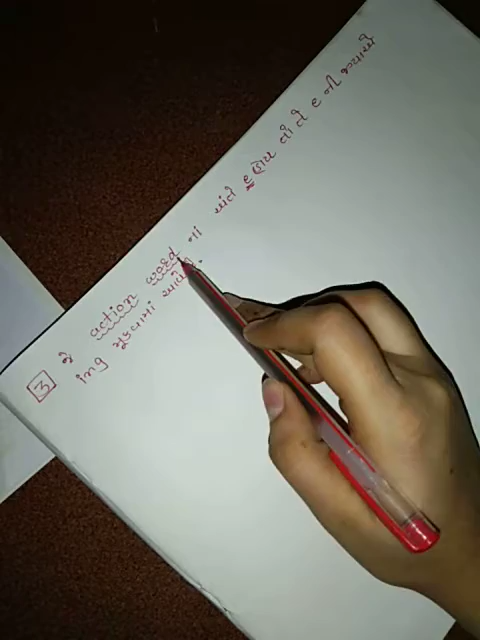 3 જે action word નાં અંતે e હોય તો તે e ની જગ્યાએ
ing મુકવામાં આવે છે.